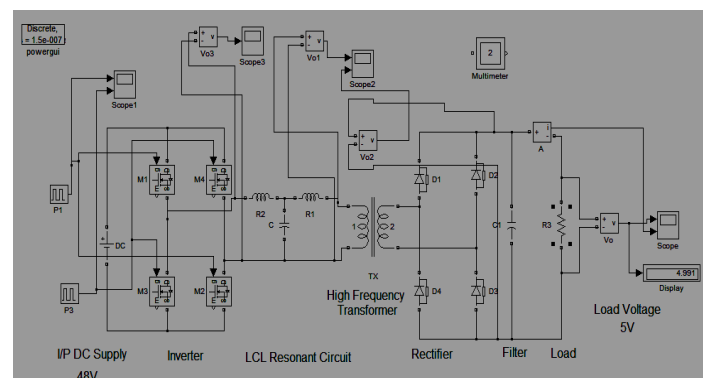 Discrete,
= 1.5e-007
powergui
Scope1
+
-
v
Vo3
Scope3
+
-
v
Vo1
Scope2
2
Multimeter
+
-
v
Vo2
+
i
-
A
M1
M4
D1
D2
P1
R2
R1
C
1
2
C1
R3
+
-
v
Vo
Scope
+
DC
TX
4.991
Display
P3
M3
M2
D4
D3
High Frequency
Transformer
Load Voltage
5V
I/P DC Supply
Inverter
LCL Resonant Circuit
Rectifier
Filter
Load
48V